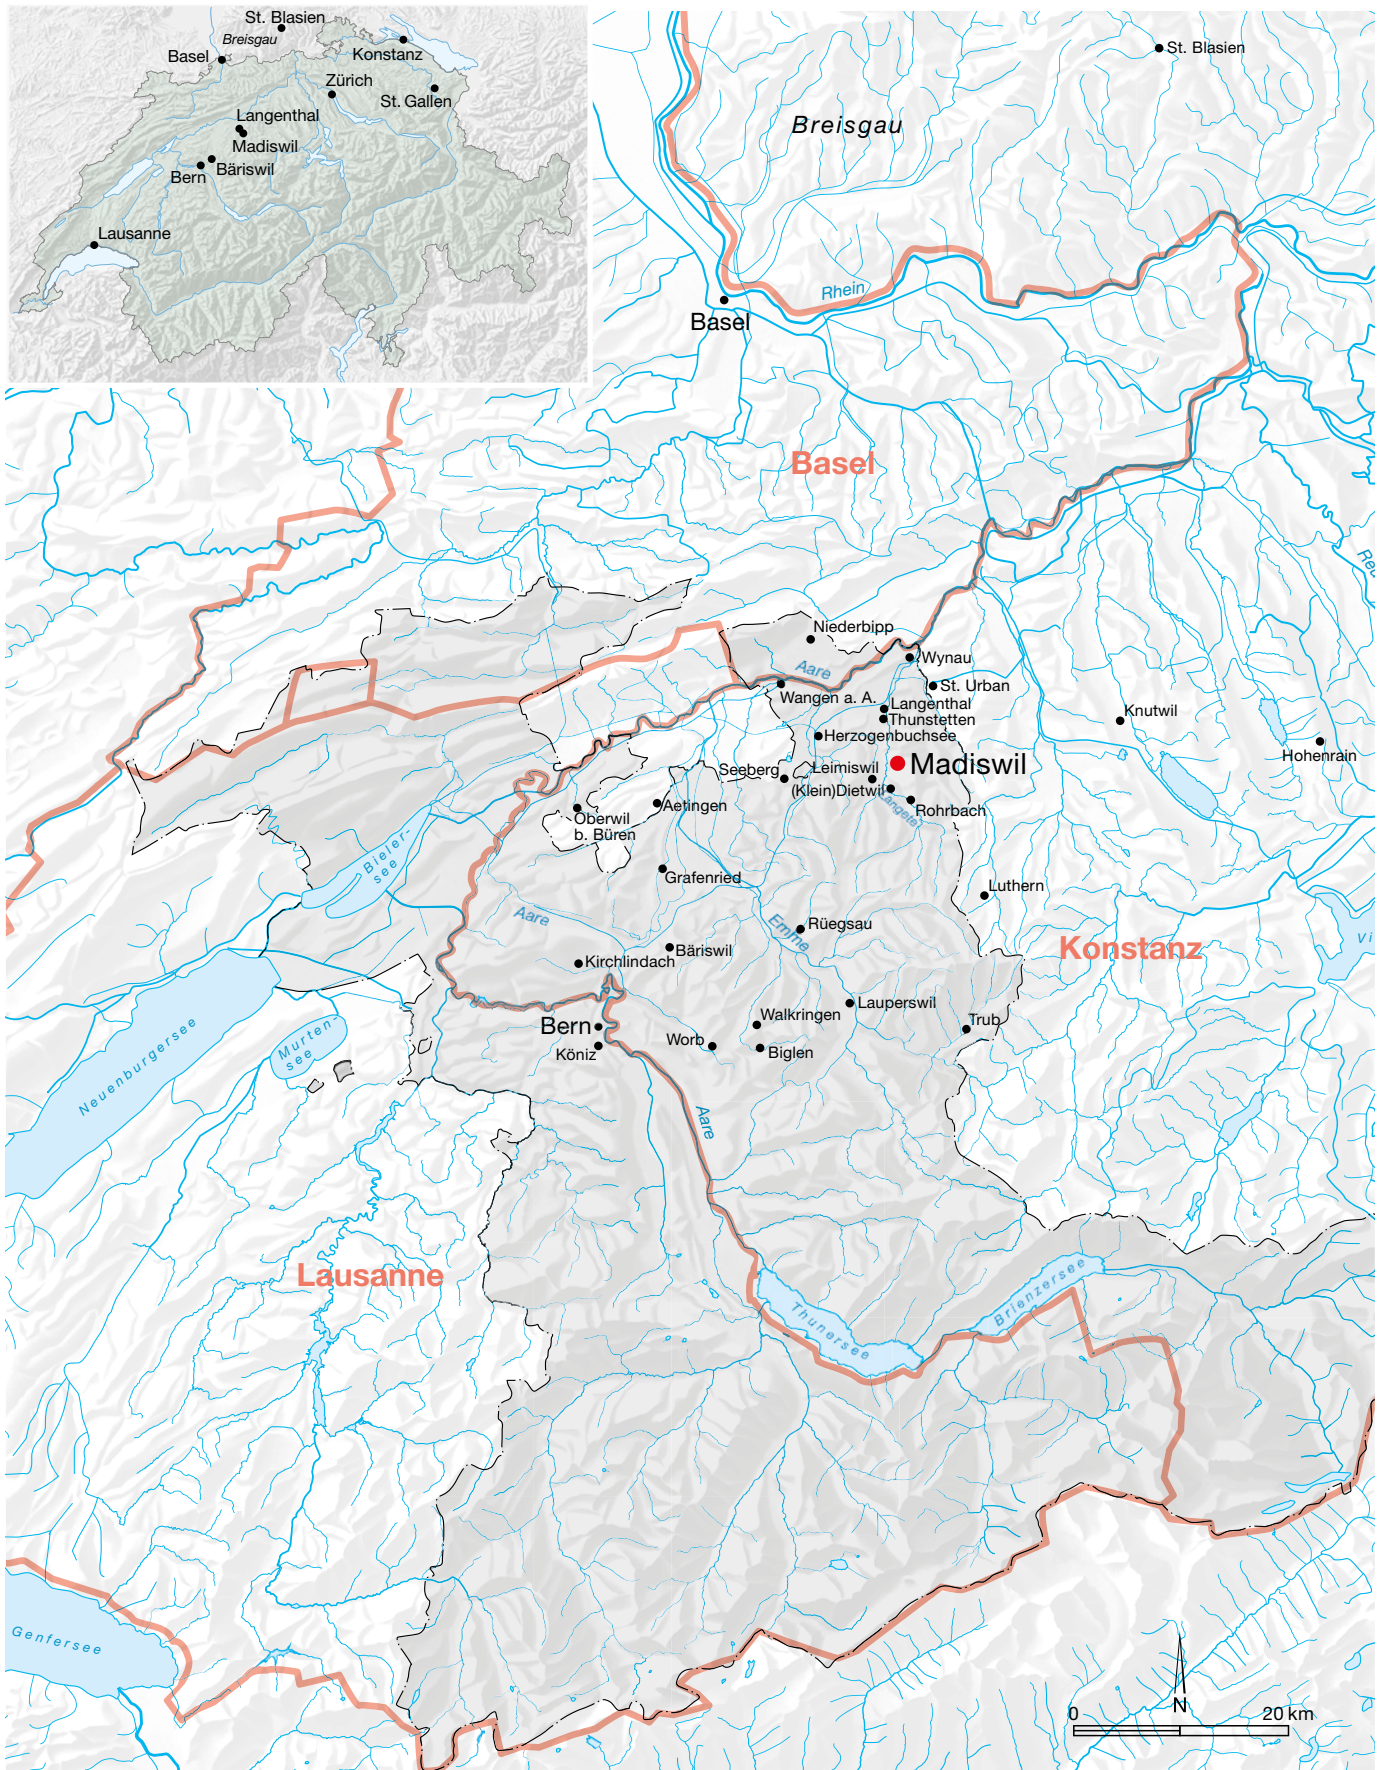 St. Blasien
Breisgau
Basel
Konstanz
Zürich
St. Gallen
Langenthal
Madiswil
Bäriswil
Bern
Lausanne
St. Blasien
Breisgau
Rhein
Basel
Basel
Niederbipp
Wynau
Aare
St. Urban
Wangen a. A.
Langenthal
Thunstetten
Knutwil
Herzogenbuchsee
Hohenrain
Madiswil
Seeberg
Leimiswil
(Klein)Dietwil
Langeten
Rohrbach
Aetingen
Oberwil
b. Büren
Bieler-
see
Grafenried
Luthern
Aare
Emme
Rüegsau
Konstanz
Bäriswil
Kirchlindach
Lauperswil
Walkringen
Trub
Bern
Worb
Biglen
Köniz
Neuenburgersee
Murten-
see
Aare
Lausanne
Brienzersee
Thunersee
Genfersee
N
0
20 km